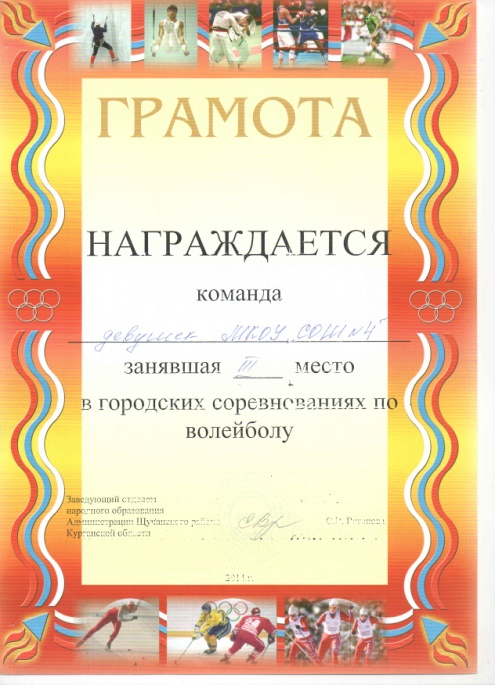 ГРАМОТА
НАГРАЖДАЕТСЯ
команда
девушек МКОУ „СОШ №4"
занявшая III место
в городских соревнованиях по
волейболу
Заведующий отделом
народного образования
Администрации Щучанского района
Курганской области